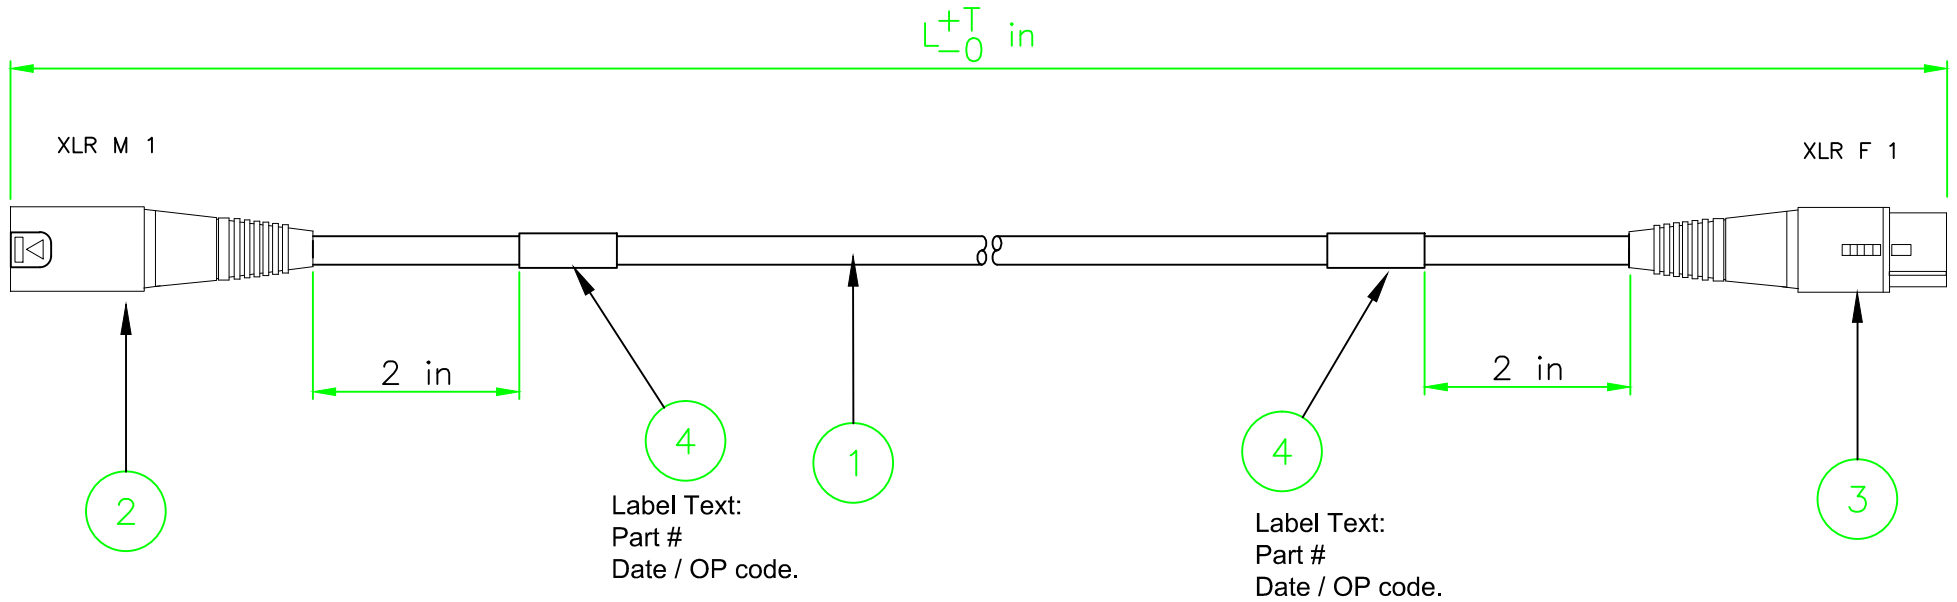 L +T -0 in
XLR M 1
XLR F 1
2 in
2 in
4
1
4
3
2
Label Text:
Part #
Date / OP code.
Label Text:
Part #
Date / OP code.